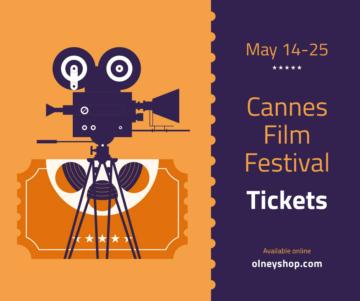 May 14-25
Cannes
Film
Festival
Tickets
Available online
olneyshop.com